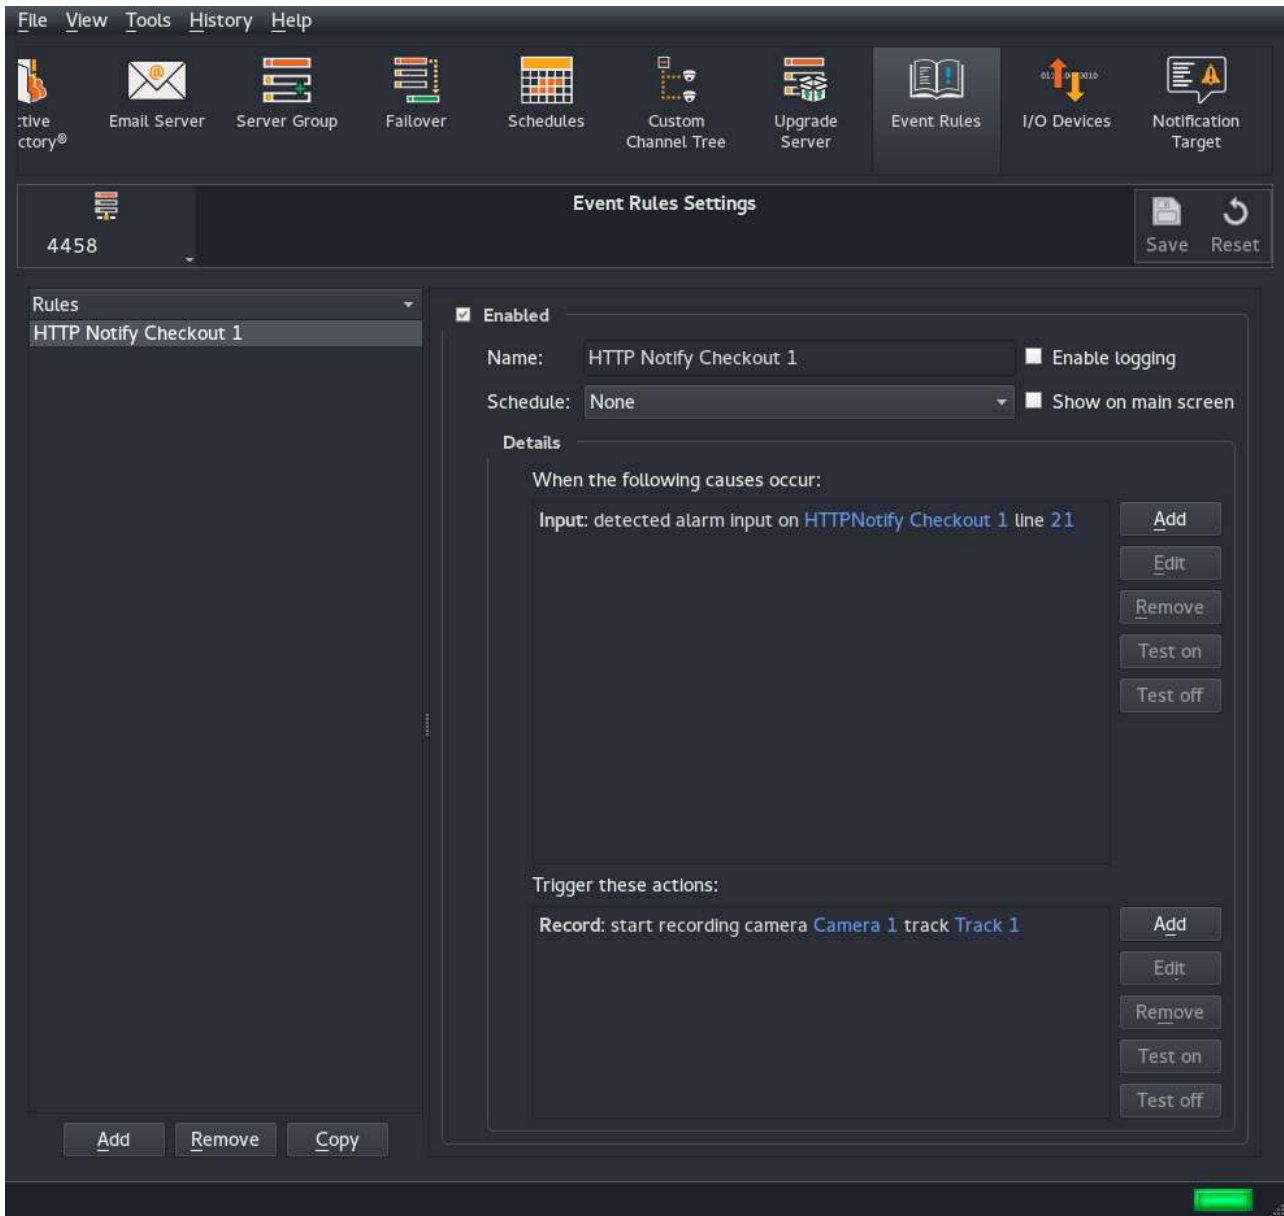 File View Tools History Help
ctive
ctory®
Email Server
Server Group
Failover
Schedules
Custom
Channel Tree
Upgrade
Server
Event Rules
I/O Devices
Notification
Target
4458
Event Rules Settings
Save Reset
Rules
HTTP Notify Checkout 1
Enabled
Name: HTTP Notify Checkout 1 Enable logging
Schedule: None Show on main screen
Details
When the following causes occur:
Input: detected alarm input on HTTPNotify Checkout 1 line 21
Add
Edit
Remove
Test on
Test off
Trigger these actions:
Record: start recording camera Camera 1 track Track 1
Add
Edit
Remove
Test on
Test off
Add Remove Copy